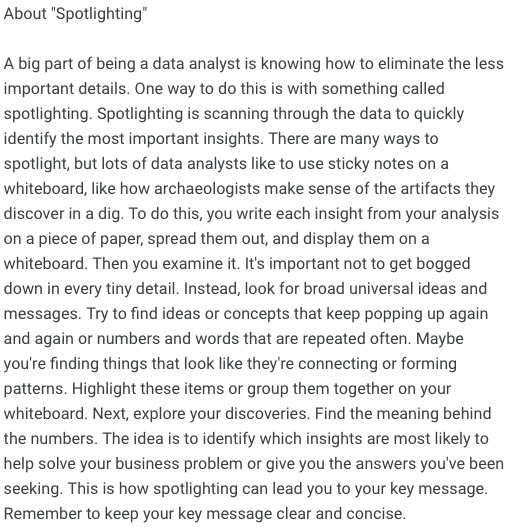 About "Spotlighting"
A big part of being a data analyst is knowing how to eliminate the less
important details. One way to do this is with something called
spotlighting. Spotlighting is scanning through the data to quickly
identify the most important insights. There are many ways to
spotlight, but lots of data analysts like to use sticky notes on a
whiteboard, like how archaeologists make sense of the artifacts they
discover in a dig. To do this, you write each insight from your analysis
on a piece of paper, spread them out, and display them on a
whiteboard. Then you examine it. It's important not to get bogged
down in every tiny detail. Instead, look for broad universal ideas and
messages. Try to find ideas or concepts that keep popping up again
and again or numbers and words that are repeated often. Maybe
you're finding things that look like they're connecting or forming
patterns. Highlight these items or group them together on your
whiteboard. Next, explore your discoveries. Find the meaning behind
the numbers. The idea is to identify which insights are most likely to
help solve your business problem or give you the answers you've been
seeking. This is how spotlighting can lead you to your key message.
Remember to keep your key message clear and concise.